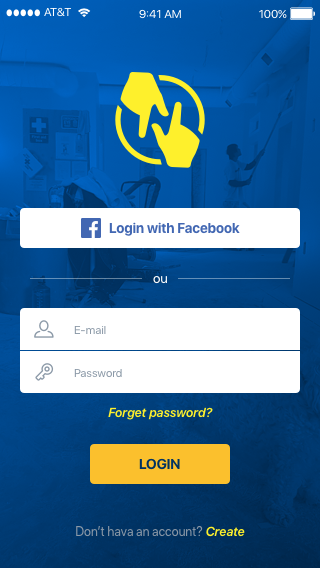 AT&T 9:41 AM 100%
Login with Facebook
ou
E-mail
Password
Forget password?
LOGIN
Don't hava an account? Create